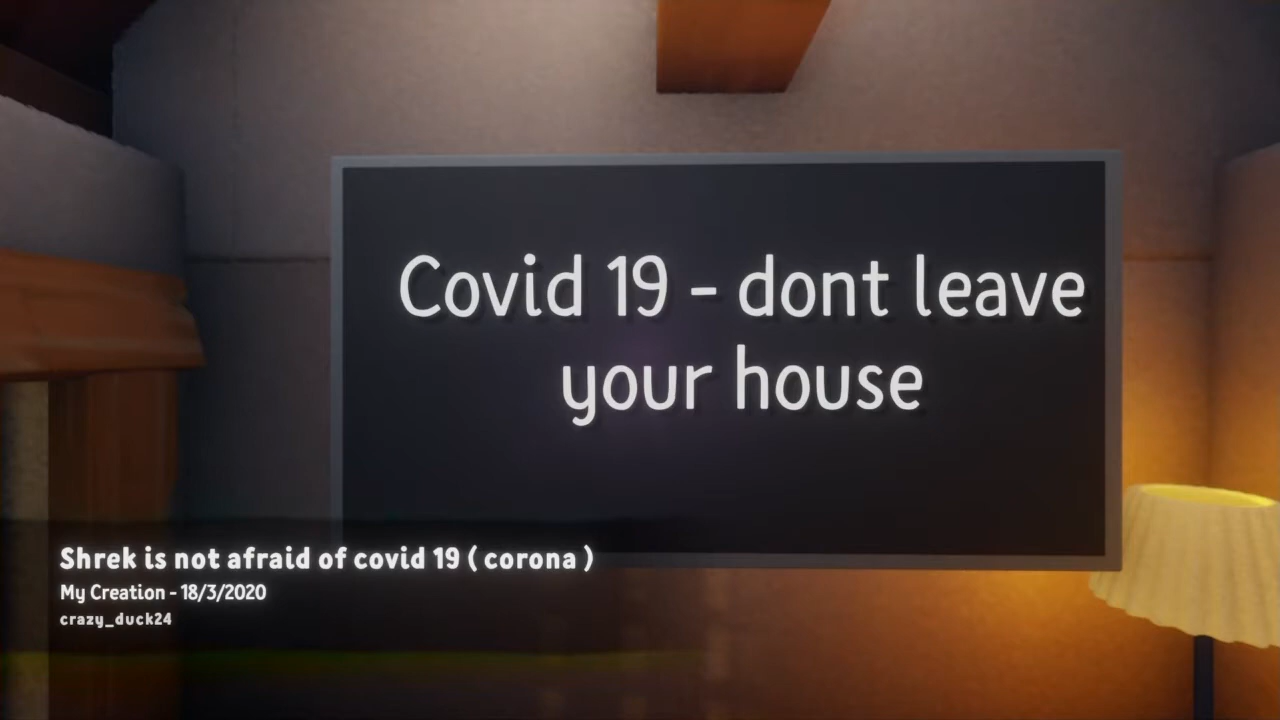 Covid 19 - dont leave
your house
Shrek is not afraid of covid 19 ( corona )
My Creation - 18/3/2020
crazy_duck24